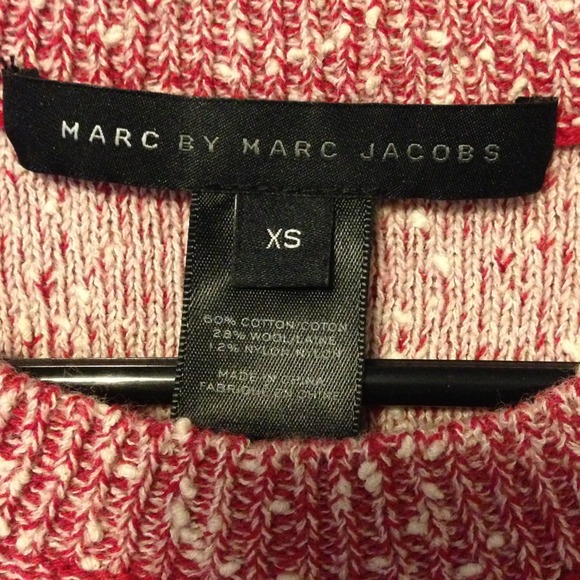 MARC BY MARC JACOBS
XS
60% COTTON/COTON
28% WOOL/LAINE
12% NYLON/NYLON
MADE IN CHINA
FABRIQUE EN CHINE